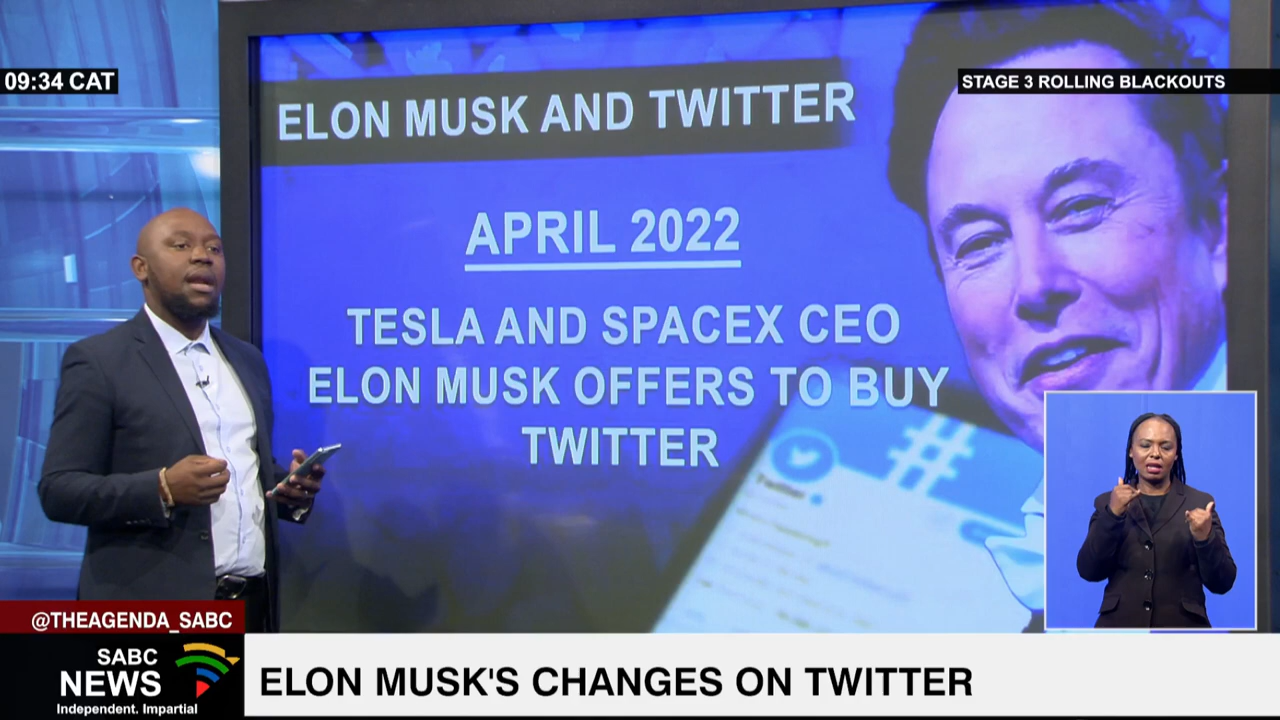 09:34 CAT
STAGE 3 ROLLING BLACKOUTS
ELON MUSK AND TWITTER
APRIL 2022
TESLA AND SPACEX CEO
ELON MUSK OFFERS TO BUY
TWITTER
#
Twitter
@THEAGENDA_SABC
SABC
NEWS
Independent. Impartial
ELON MUSK'S CHANGES ON TWITTER